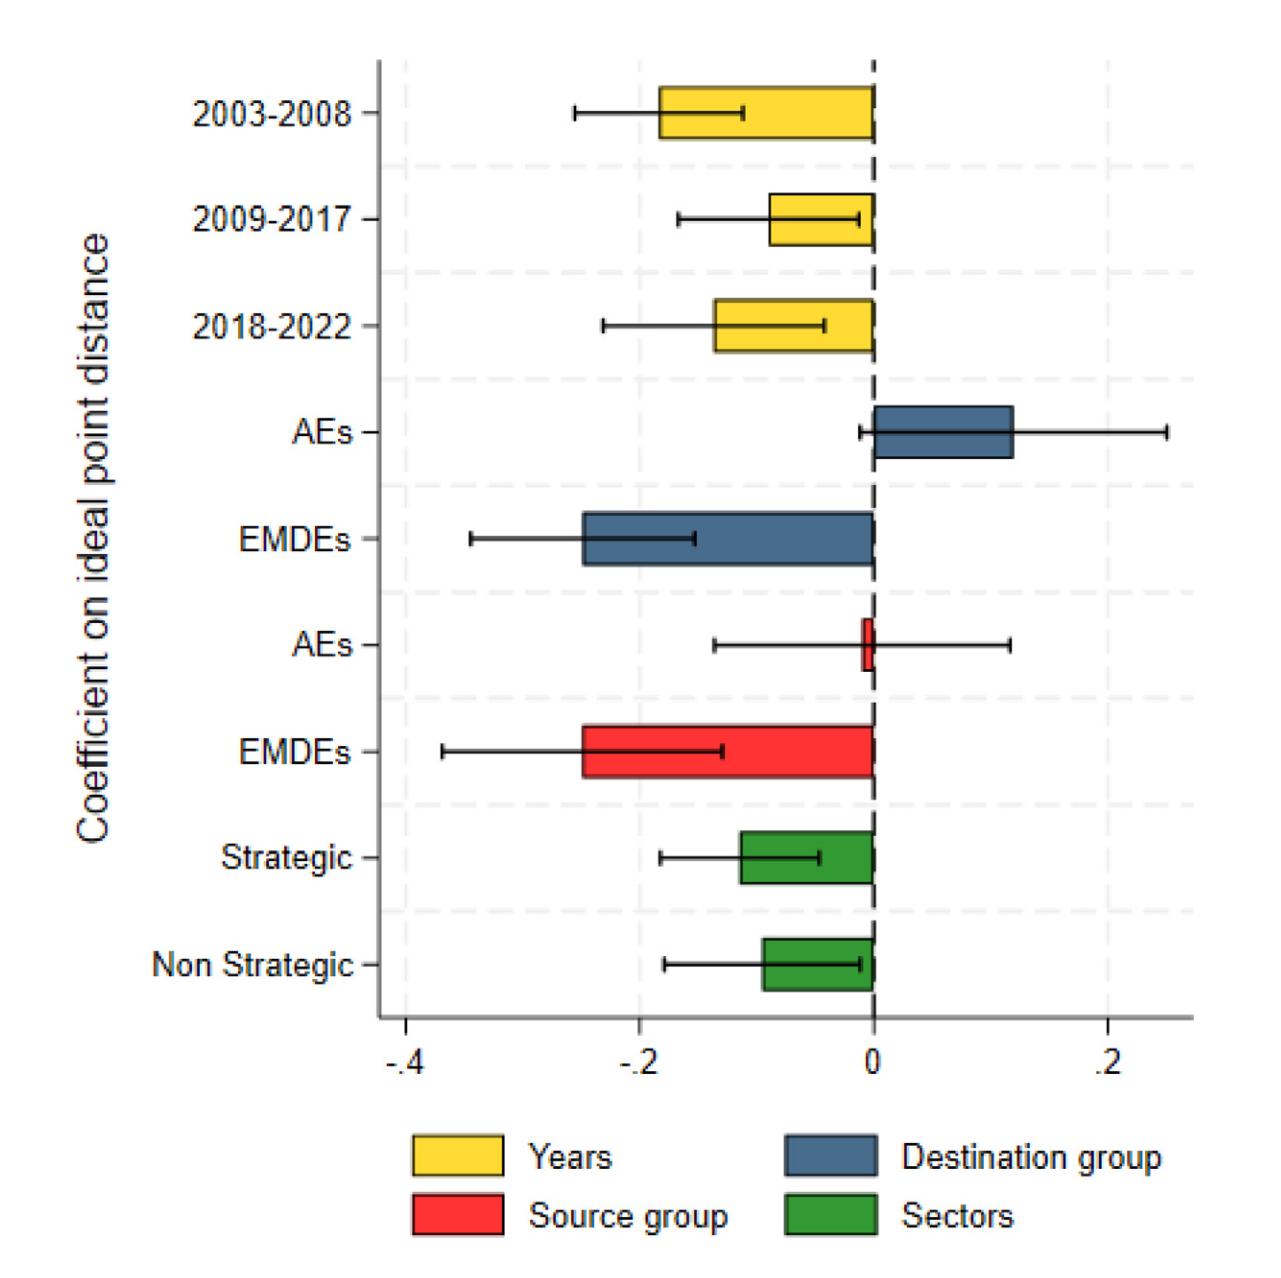 Coefficient on ideal point distance
2003-2008
2009-2017
2018-2022
AEs
EMDEs
AEs
EMDEs
Strategic
Non Strategic
-.4 -.2 0 .2
Years Destination group
Source group Sectors